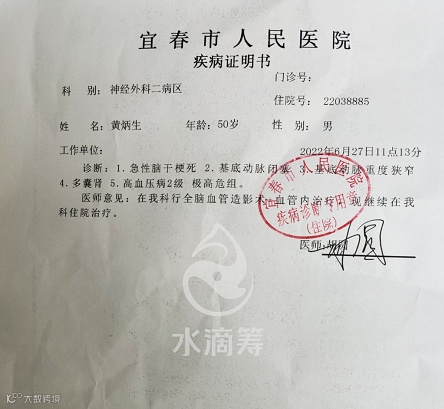 宜春市人民医院
疾病证明书
门诊号：
科 别：神经外科二病区
住院号：22038885
姓 名：黄炳生 年龄：50岁 性 别：男
工作单位： 2022年6月27日11点13分
诊断：1.急性脑干梗死 2.基底动脉闭塞 3.基底动脉重度狭窄
4.多囊肾 5.高血压病2级 极高危组。
医师意见：在我科行全脑血管造影术+血管内治疗，现继续在我
科住院治疗。
宜春市人民医院
疾病诊断专用章
（住院）
医师
水滴筹
大数跨境